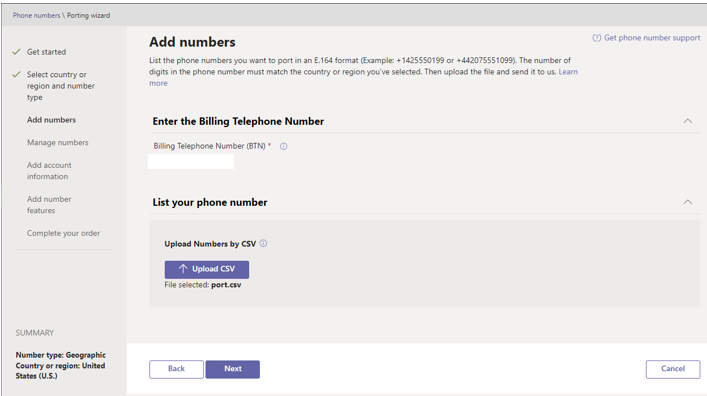 Phone numbers \ Porting wizard
Get started
Select country or
region and number
type
Add numbers
Manage numbers
Add account
information
Add number
features
Complete your order
SUMMARY
Number type: Geographic
Country or region: United
States (U.S.)
Add numbers
Get phone number support
List the phone numbers you want to port in an E.164 format (Example: +1425550199 or +442075551099). The number of
digits in the phone number must match the country or region you've selected. Then upload the file and send it to us. Learn
more
Enter the Billing Telephone Number
Billing Telephone Number (BTN) *
List your phone number
Upload Numbers by CSV
Upload CSV
File selected: port.csv
Back
Next
Cancel